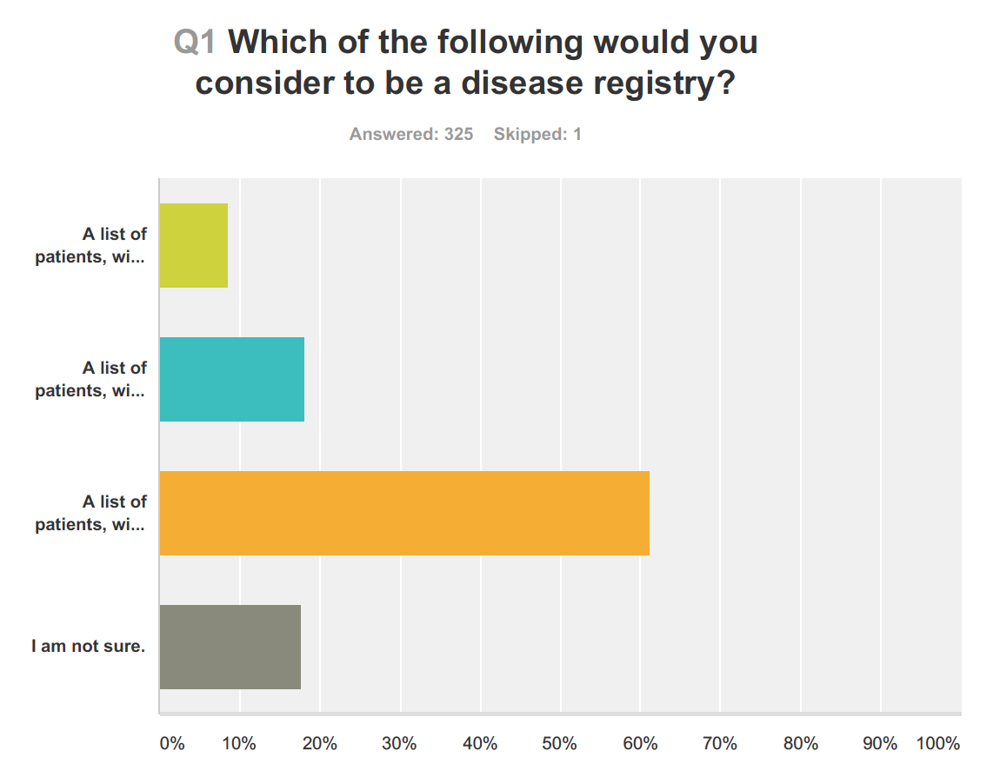 Q1 Which of the following would you
consider to be a disease registry?
Answered: 325 Skipped: 1
A list of
patients, wi...
A list of
patients, wi...
A list of
patients, wi...
I am not sure.
0% 10% 20% 30% 40% 50% 60% 70% 80% 90% 100%